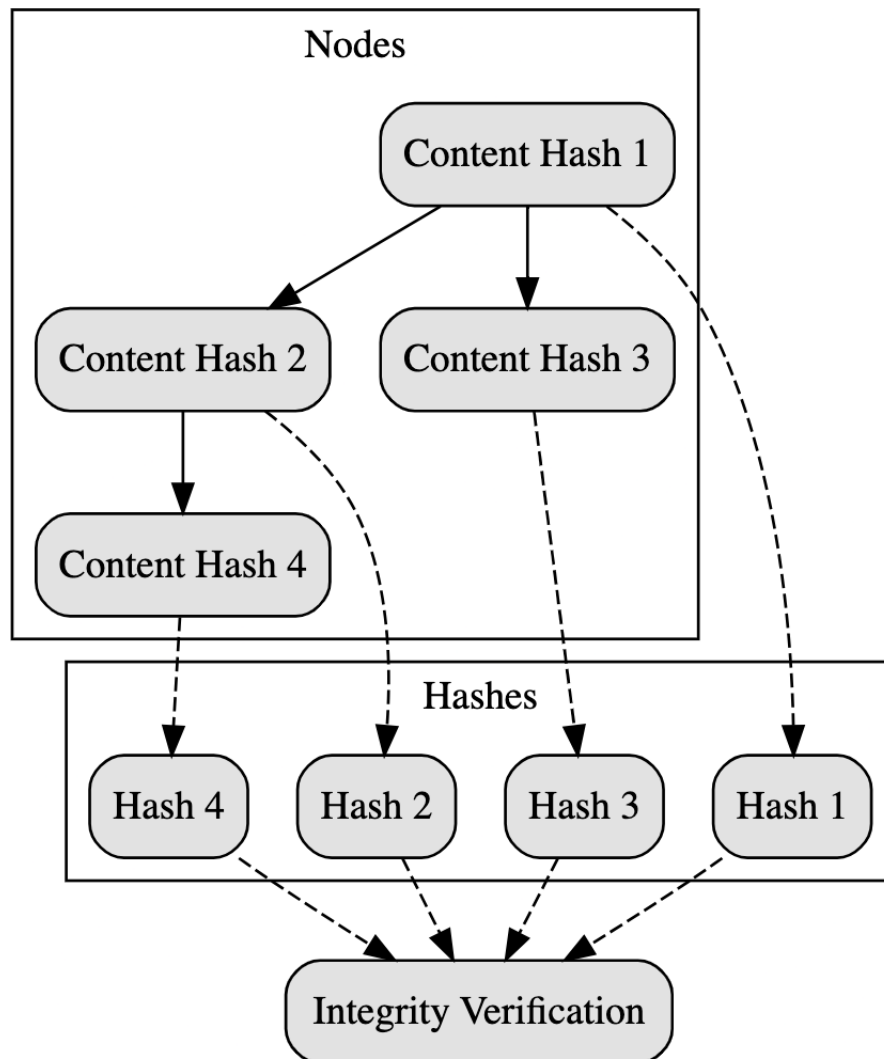 Nodes
Content Hash 1
Content Hash 2
Content Hash 3
Content Hash 4
Hashes
Hash 4
Hash 2
Hash 3
Hash 1
Integrity Verification